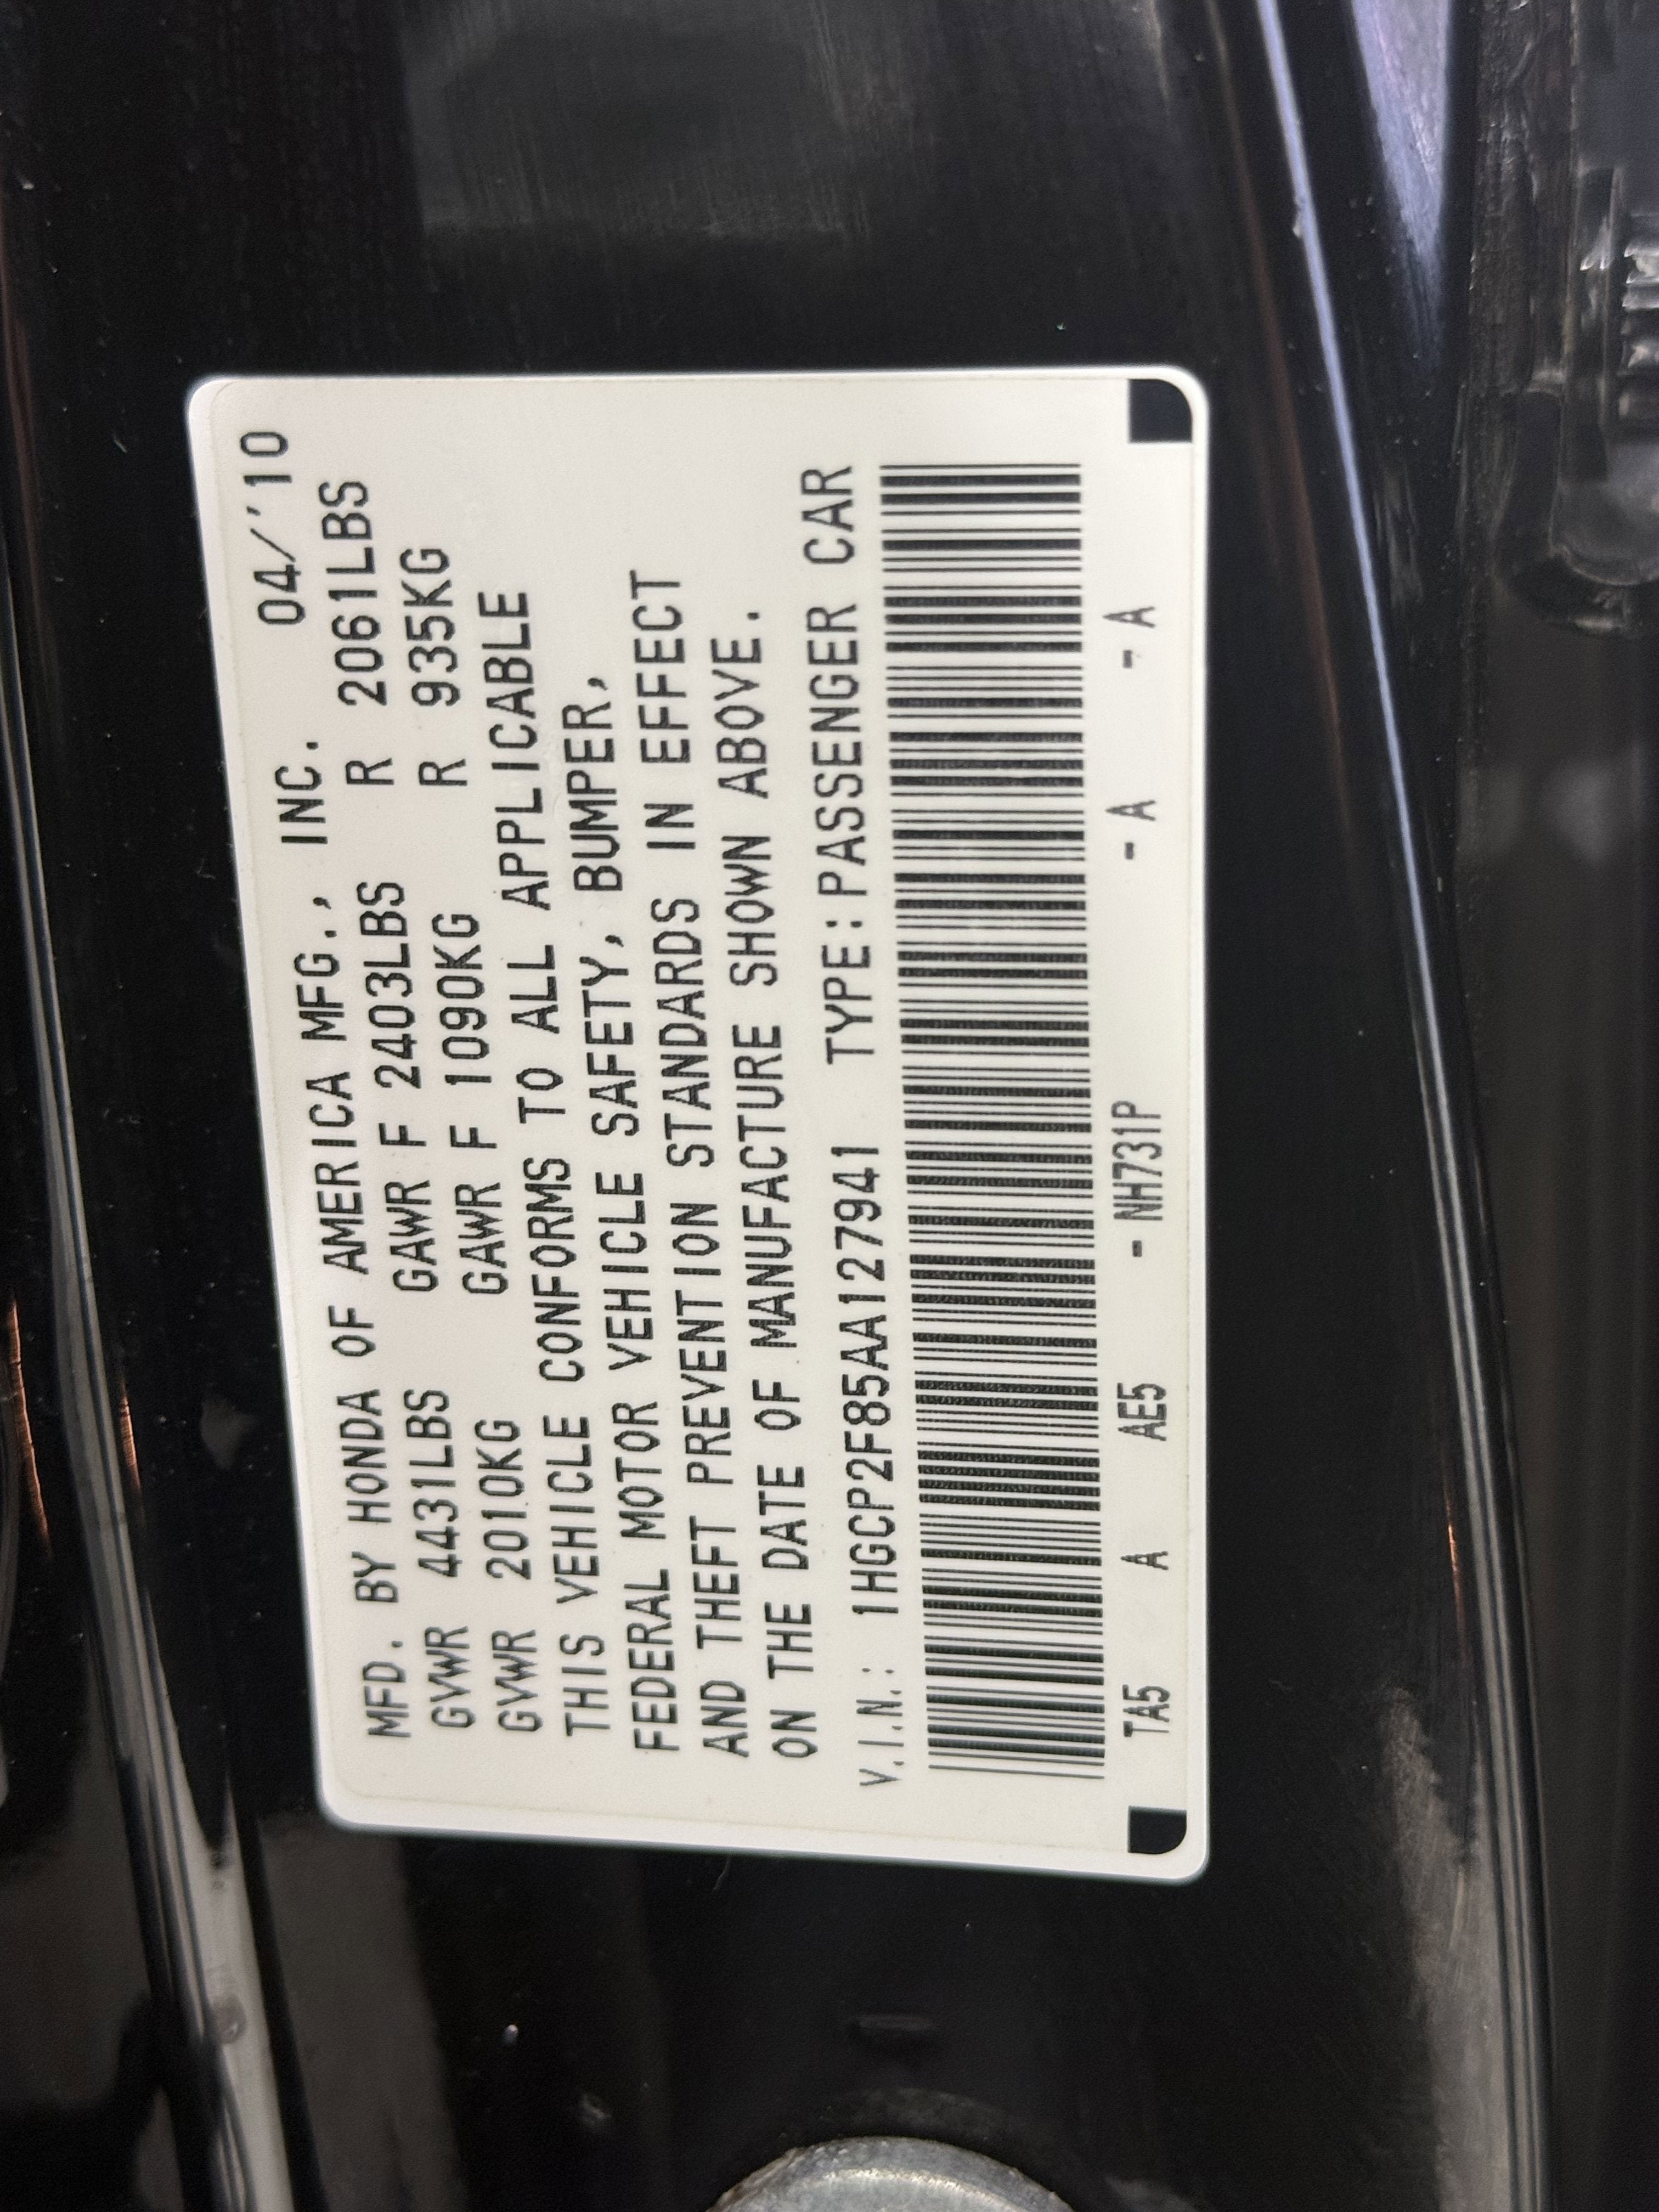 MFD. BY HONDA OF AMERICA MFG., INC. 04/'10
GVWR 4431LBS GAWR F 2403LBS R 2061LBS
GVWR 2010KG GAWR F 1090KG R 935KG
THIS VEHICLE CONFORMS TO ALL APPLICABLE
FEDERAL MOTOR VEHICLE SAFETY, BUMPER,
AND THEFT PREVENTION STANDARDS IN EFFECT
ON THE DATE OF MANUFACTURE SHOWN ABOVE.
V.I.N.: 1HGCP2F85AA127941 TYPE:PASSENGER CAR
TA5 A AE5 - NH731P - A - A